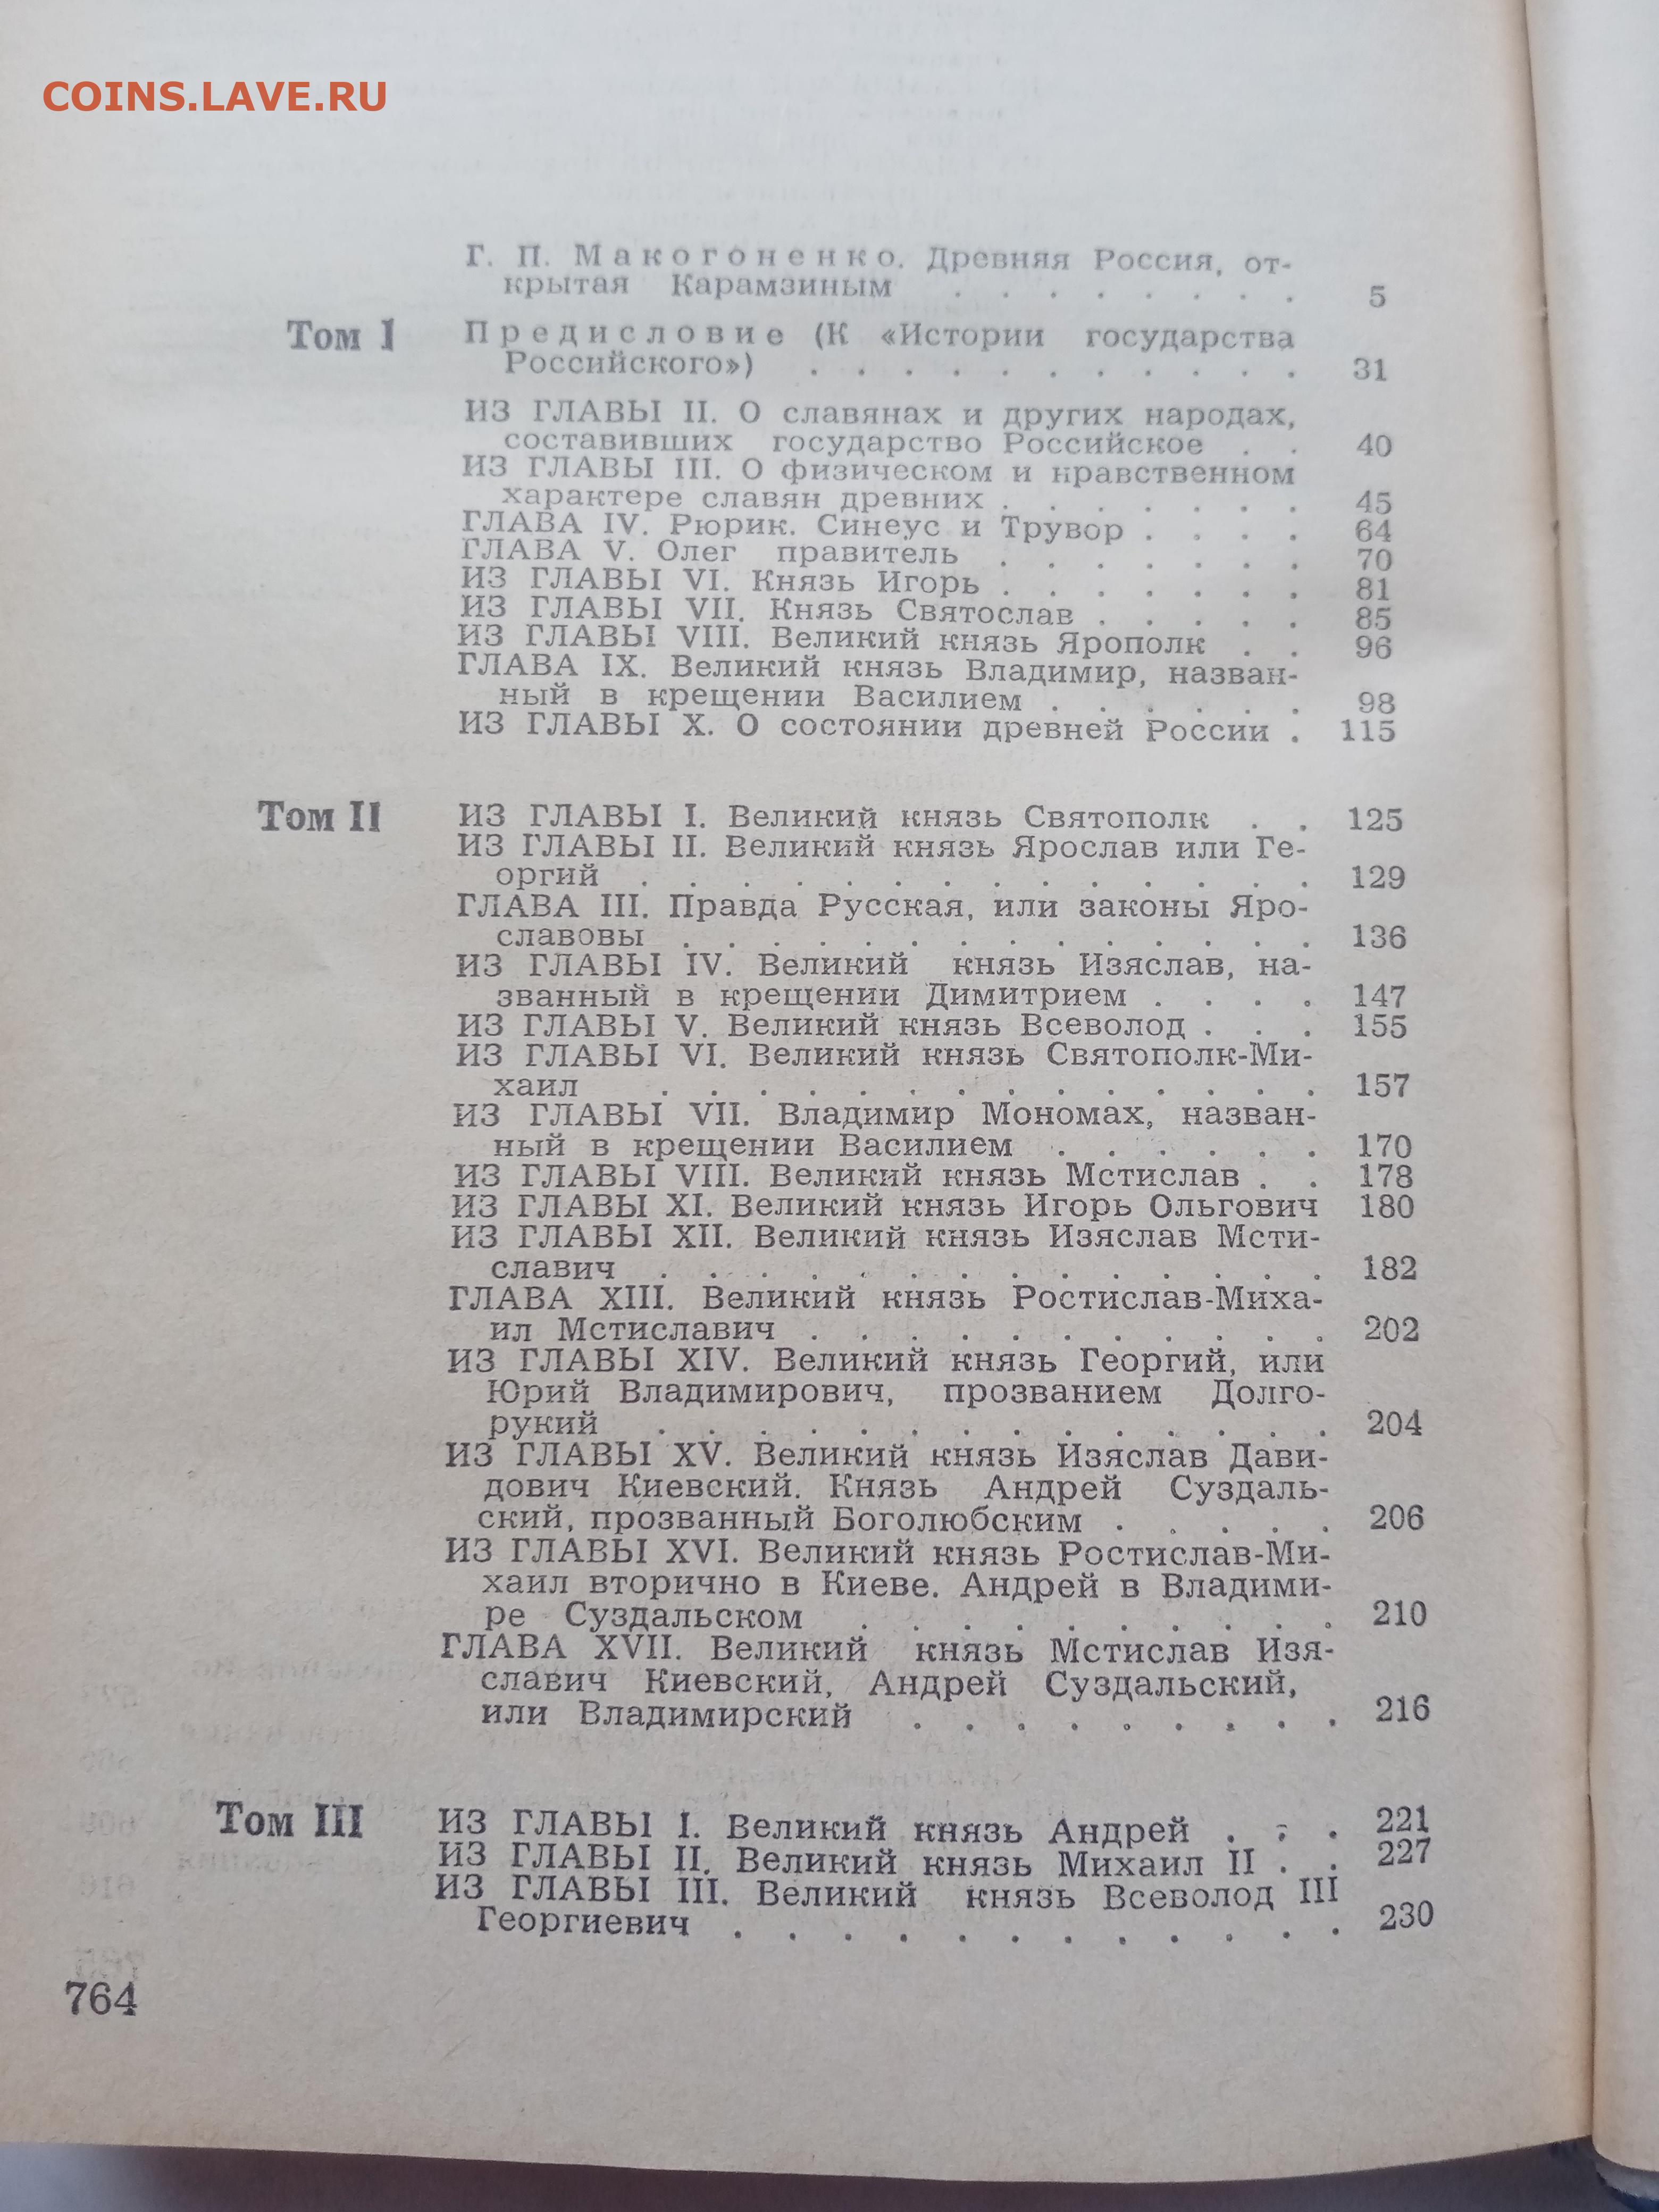 COINS.LAVE.RU
Г. П. Макогоненко. Древняя Россия, от-
крытая Карамзиным . . . . . . . . 5
Том I Предисловие (К «Истории государства
Российского») . . . . . . . . . . . 31
ИЗ ГЛАВЫ II. О славянах и других народах,
составивших государство Российское . . 40
ИЗ ГЛАВЫ III. О физическом и нравственном
характере славян древних . . . . . . . 45
ГЛАВА IV. Рюрик. Синеус и Трувор . . . . 64
ГЛАВА V. Олег правитель . . . . . . . 70
ИЗ ГЛАВЫ VI. Князь Игорь . . . . . . . 81
ИЗ ГЛАВЫ VII. Князь Святослав . . . . . 85
ИЗ ГЛАВЫ VIII. Великий князь Ярополк . . 96
ГЛАВА IX. Великий князь Владимир, назван-
ный в крещении Василием . . . . . . 98
ИЗ ГЛАВЫ X. О состоянии древней России . 115
Том II ИЗ ГЛАВЫ I. Великий князь Святополк . . 125
ИЗ ГЛАВЫ II. Великий князь Ярослав или Ге-
оргий . . . . . . . . . . . . . . 129
ГЛАВА III. Правда Русская, или законы Яро-
славовы . . . . . . . . . . . . . . 136
ИЗ ГЛАВЫ IV. Великий князь Изяслав, на-
званный в крещении Димитрием . . . . 147
ИЗ ГЛАВЫ V. Великий князь Всеволод . . . 155
ИЗ ГЛАВЫ VI. Великий князь Святополк-Ми-
хаил . . . . . . . . . . . . . . 157
ИЗ ГЛАВЫ VII. Владимир Мономах, назван-
ный в крещении Василием . . . . . . 170
ИЗ ГЛАВЫ VIII. Великий князь Мстислав . . 178
ИЗ ГЛАВЫ XI. Великий князь Игорь Ольгович 180
ИЗ ГЛАВЫ XII. Великий князь Изяслав Мсти-
славич . . . . . . . . . . . . . . 182
ГЛАВА XIII. Великий князь Ростислав-Миха-
ил Мстиславич . . . . . . . . . . . 202
ИЗ ГЛАВЫ XIV. Великий князь Георгий, или
Юрий Владимирович, прозванием Долго-
рукий . . . . . . . . . . . . . . 204
ИЗ ГЛАВЫ XV. Великий князь Изяслав Дави-
дович Киевский. Князь Андрей Суздаль-
ский, прозванный Боголюбским . . . . . 206
ИЗ ГЛАВЫ XVI. Великий князь Ростислав-Ми-
хаил вторично в Киеве. Андрей в Владими-
ре Суздальском . . . . . . . . . . 210
ГЛАВА XVII. Великий князь Мстислав Изя-
славич Киевский, Андрей Суздальский,
или Владимирский . . . . . . . . . 216
Том III ИЗ ГЛАВЫ I. Великий князь Андрей . . . 221
ИЗ ГЛАВЫ II. Великий князь Михаил II . . 227
ИЗ ГЛАВЫ III. Великий князь Всеволод III
Георгиевич . . . . . . . . . . . . 230
764